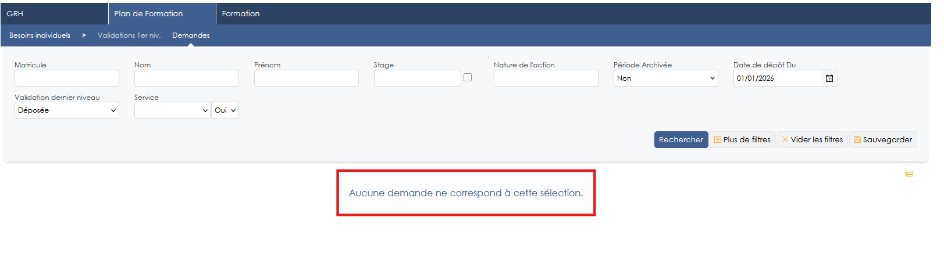 GRH Plan de Formation Formation
Besoins individuels > Validations 1er niv. Demandes
Matricule Nom Prénom Stage Nature de l'action Période Archivée Date de dépôt Du
Non 01/01/2026
Validation dernier niveau Service
Déposée Oui
Rechercher Plus de filtres Vider les filtres Sauvegarder
Aucune demande ne correspond à cette sélection.